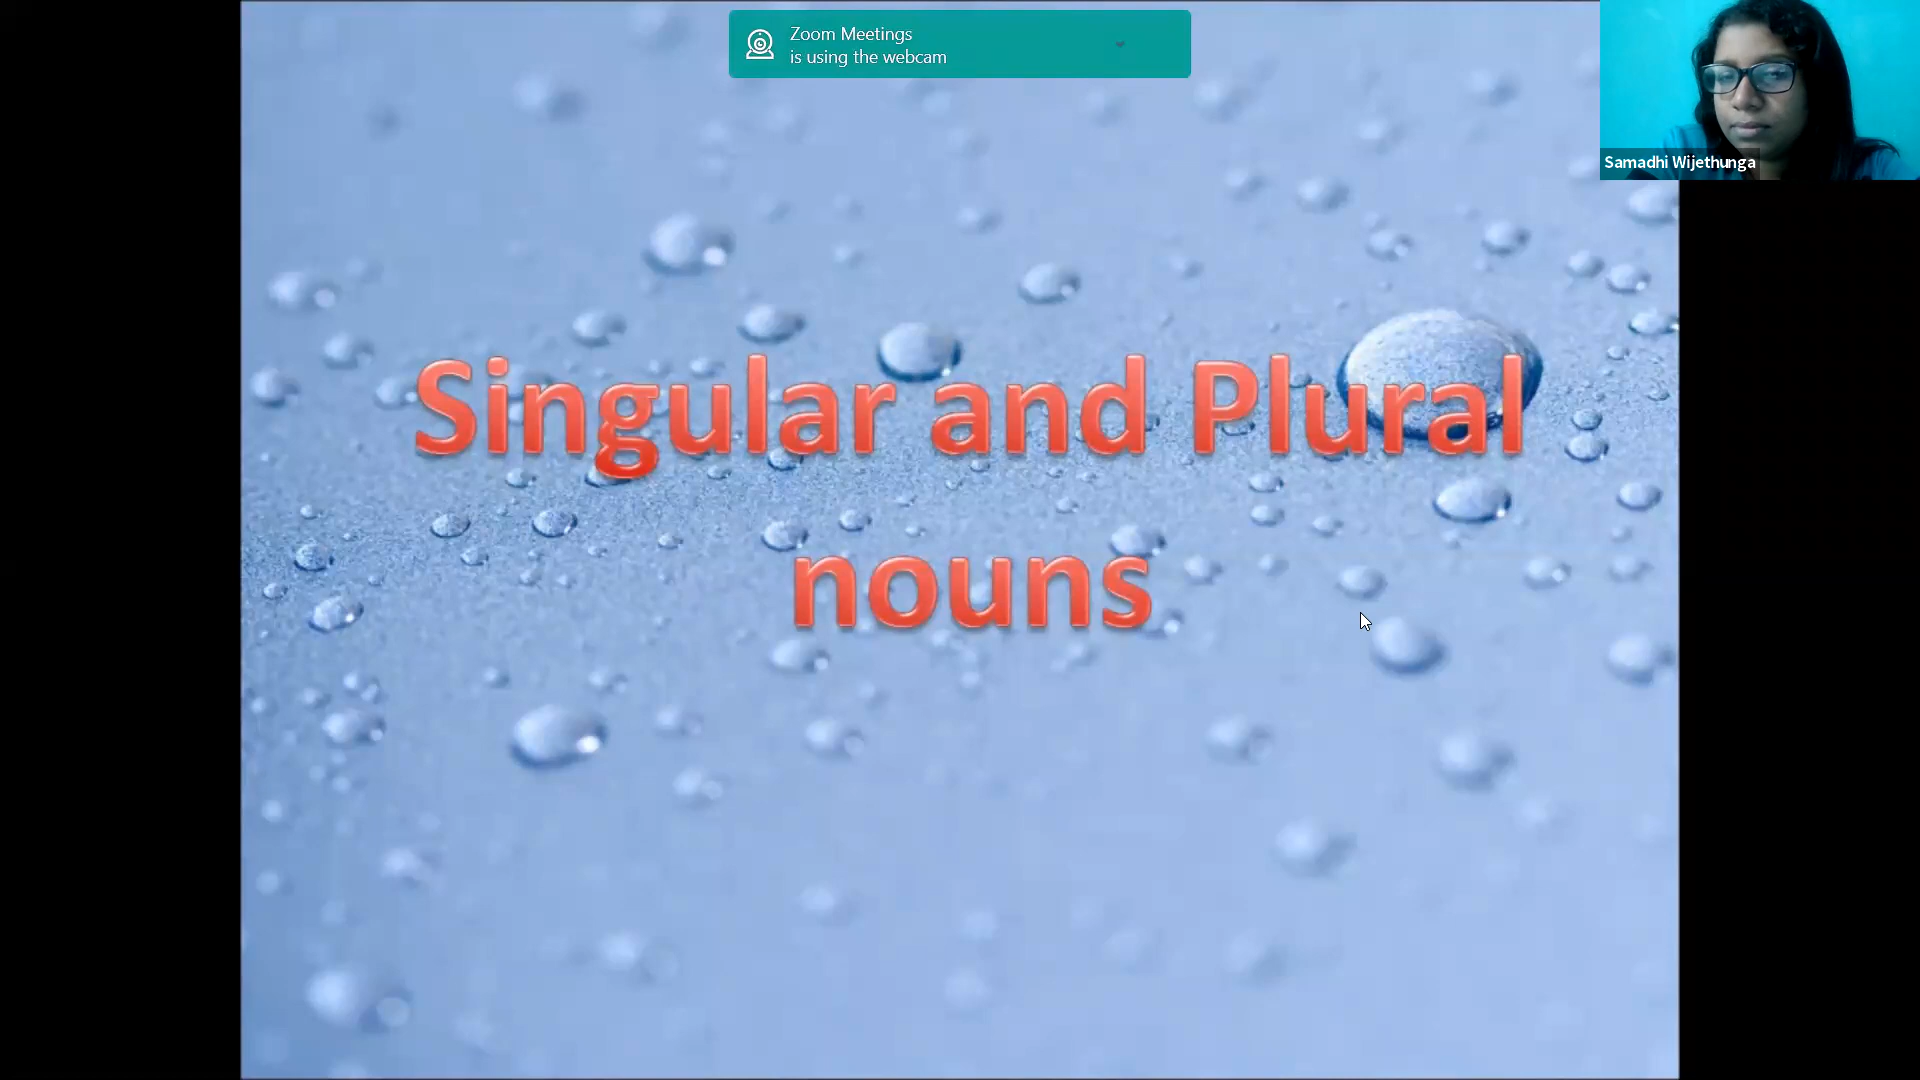 Zoom Meetings
is using the webcam
Samadhi Wijethunga
Singular and Plural
nouns